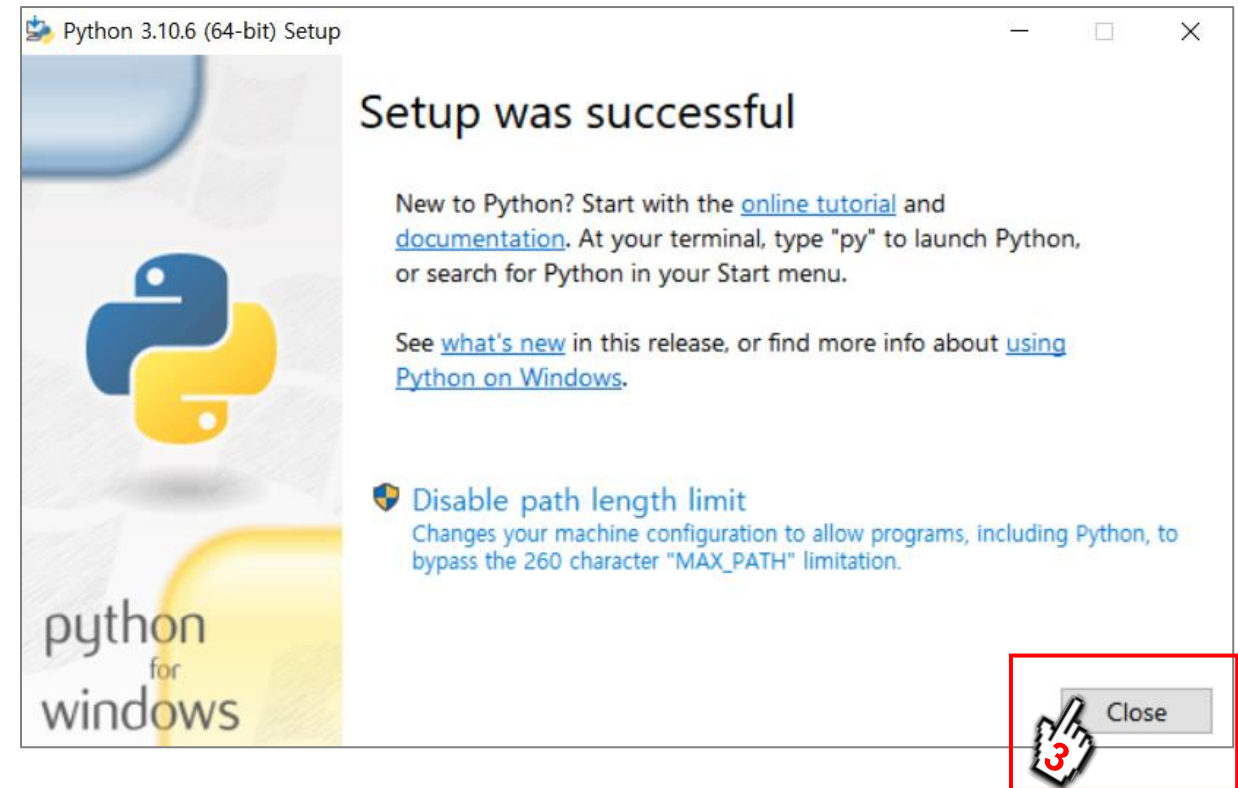 Python 3.10.6 (64-bit) Setup
Setup was successful
New to Python? Start with the online tutorial and
documentation. At your terminal, type "py" to launch Python,
or search for Python in your Start menu.
See what's new in this release, or find more info about using
Python on Windows.
Disable path length limit
Changes your machine configuration to allow programs, including Python, to
bypass the 260 character "MAX_PATH" limitation.
python
for
windows
Close
3